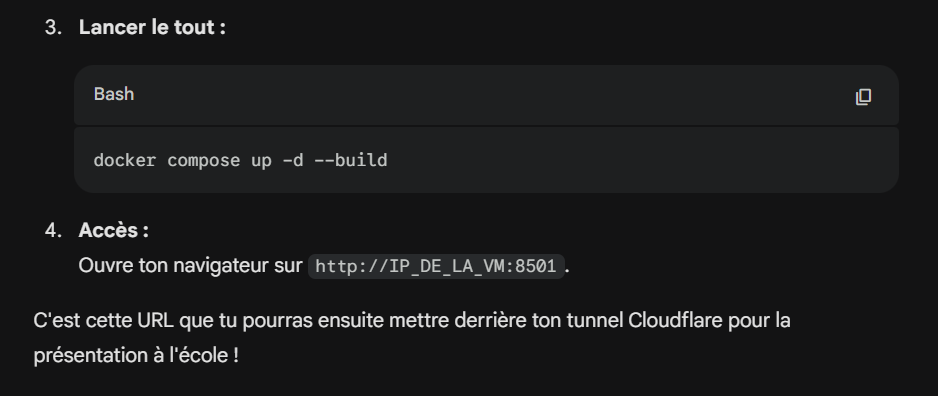 3. Lancer le tout :
Bash
docker compose up -d --build
4. Accès :
Ouvre ton navigateur sur http://IP_DE_LA_VM:8501.
C'est cette URL que tu pourras ensuite mettre derrière ton tunnel Cloudflare pour la
présentation à l'école !